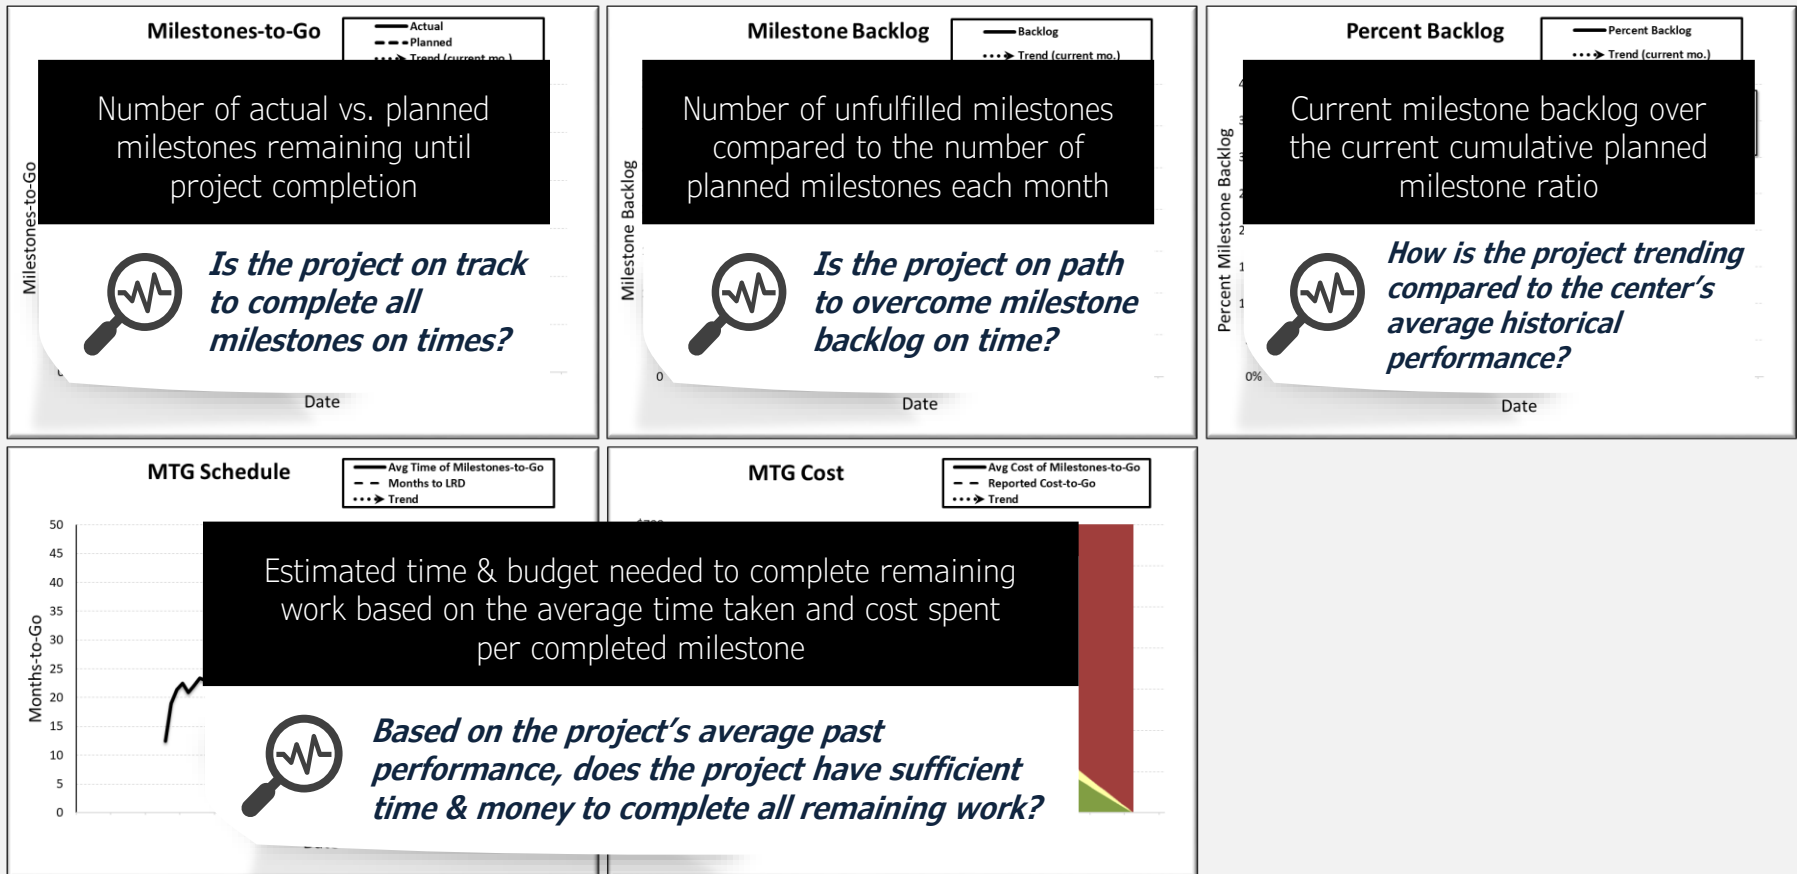 Milestones-to-Go
Actual
Planned
Trend (current mo.)
Number of actual vs. planned
milestones remaining until
project completion
Milestones-to-Go
Is the project on track
to complete all
milestones on times?
Date
Milestone Backlog
Backlog
Trend (current mo.)
Number of unfulfilled milestones
compared to the number of
planned milestones each month
Milestone Backlog
Is the project on path
to overcome milestone
backlog on time?
0
Date
Percent Backlog
Percent Backlog
Trend (current mo.)
Current milestone backlog over
the current cumulative planned
milestone ratio
Percent Milestone Backlog
How is the project trending
compared to the center's
average historical
performance?
0%
Date
MTG Schedule
Avg Time of Milestones-to-Go
Months to LRD
Trend
50
45
40
35
30
25
20
15
10
5
0
Months-to-Go
MTG Cost
Avg Cost of Milestones-to-Go
Reported Cost-to-Go
Trend
Estimated time & budget needed to complete remaining
work based on the average time taken and cost spent
per completed milestone
Based on the project's average past
performance, does the project have sufficient
time & money to complete all remaining work?